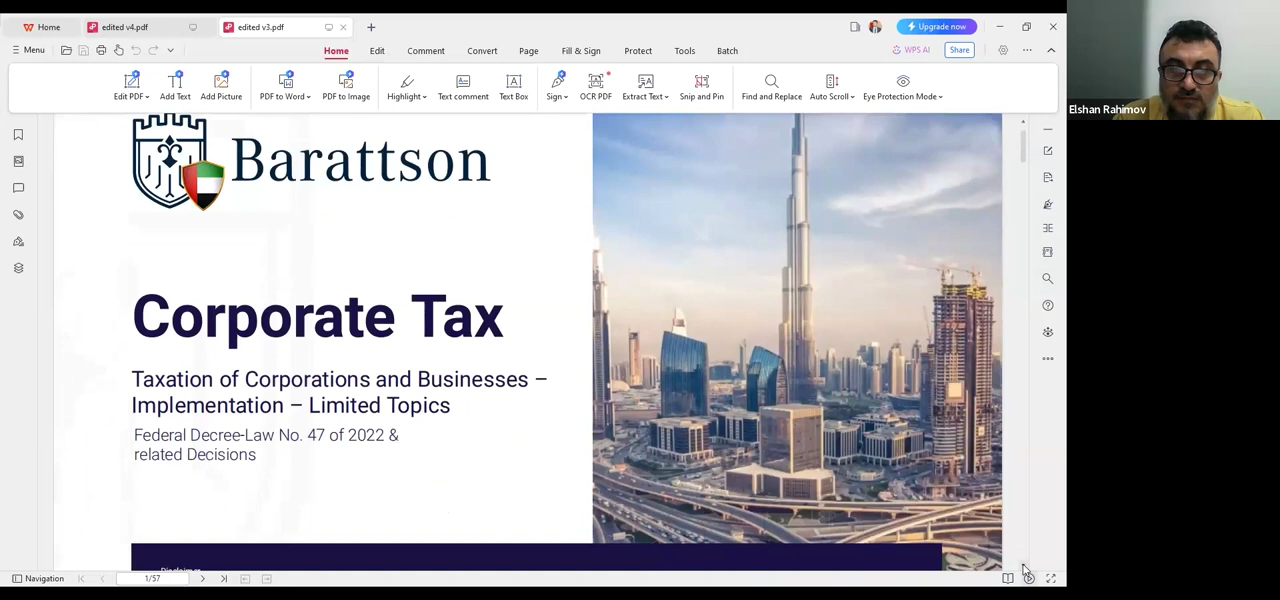 Home
edited v4.pdf
edited v3.pdf
Upgrade now
Menu
Home
Edit
Comment
Convert
Page
Fill & Sign
Protect
Tools
Batch
WPS AI
Share
Edit PDF
Add Text
Add Picture
PDF to Word
PDF to Image
Highlight
Text comment
Text Box
Sign
OCR PDF
Extract Text
Snip and Pin
Find and Replace
Auto Scroll
Eye Protection Mode
Elshan Rahimov
Barattson
Corporate Tax
Taxation of Corporations and Businesses –
Implementation – Limited Topics
Federal Decree-Law No. 47 of 2022 &
related Decisions
Disclaimer
Navigation
1/57